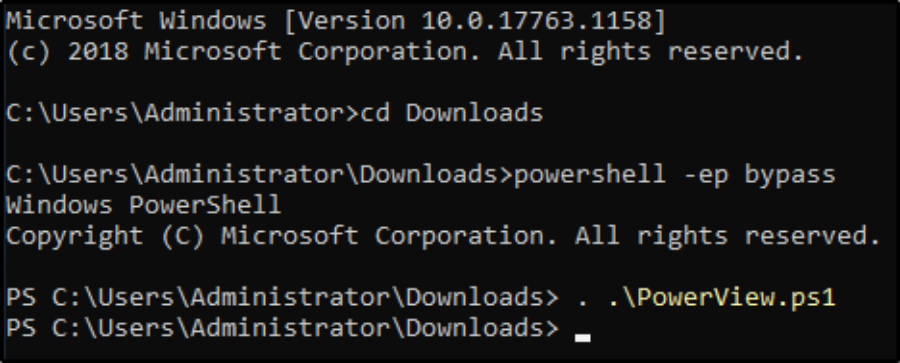 Microsoft Windows [Version 10.0.17763.1158]
(c) 2018 Microsoft Corporation. All rights reserved.
C:\Users\Administrator>cd Downloads
C:\Users\Administrator\Downloads>powershell -ep bypass
Windows PowerShell
Copyright (C) Microsoft Corporation. All rights reserved.
PS C:\Users\Administrator\Downloads> . .\PowerView.ps1
PS C:\Users\Administrator\Downloads>